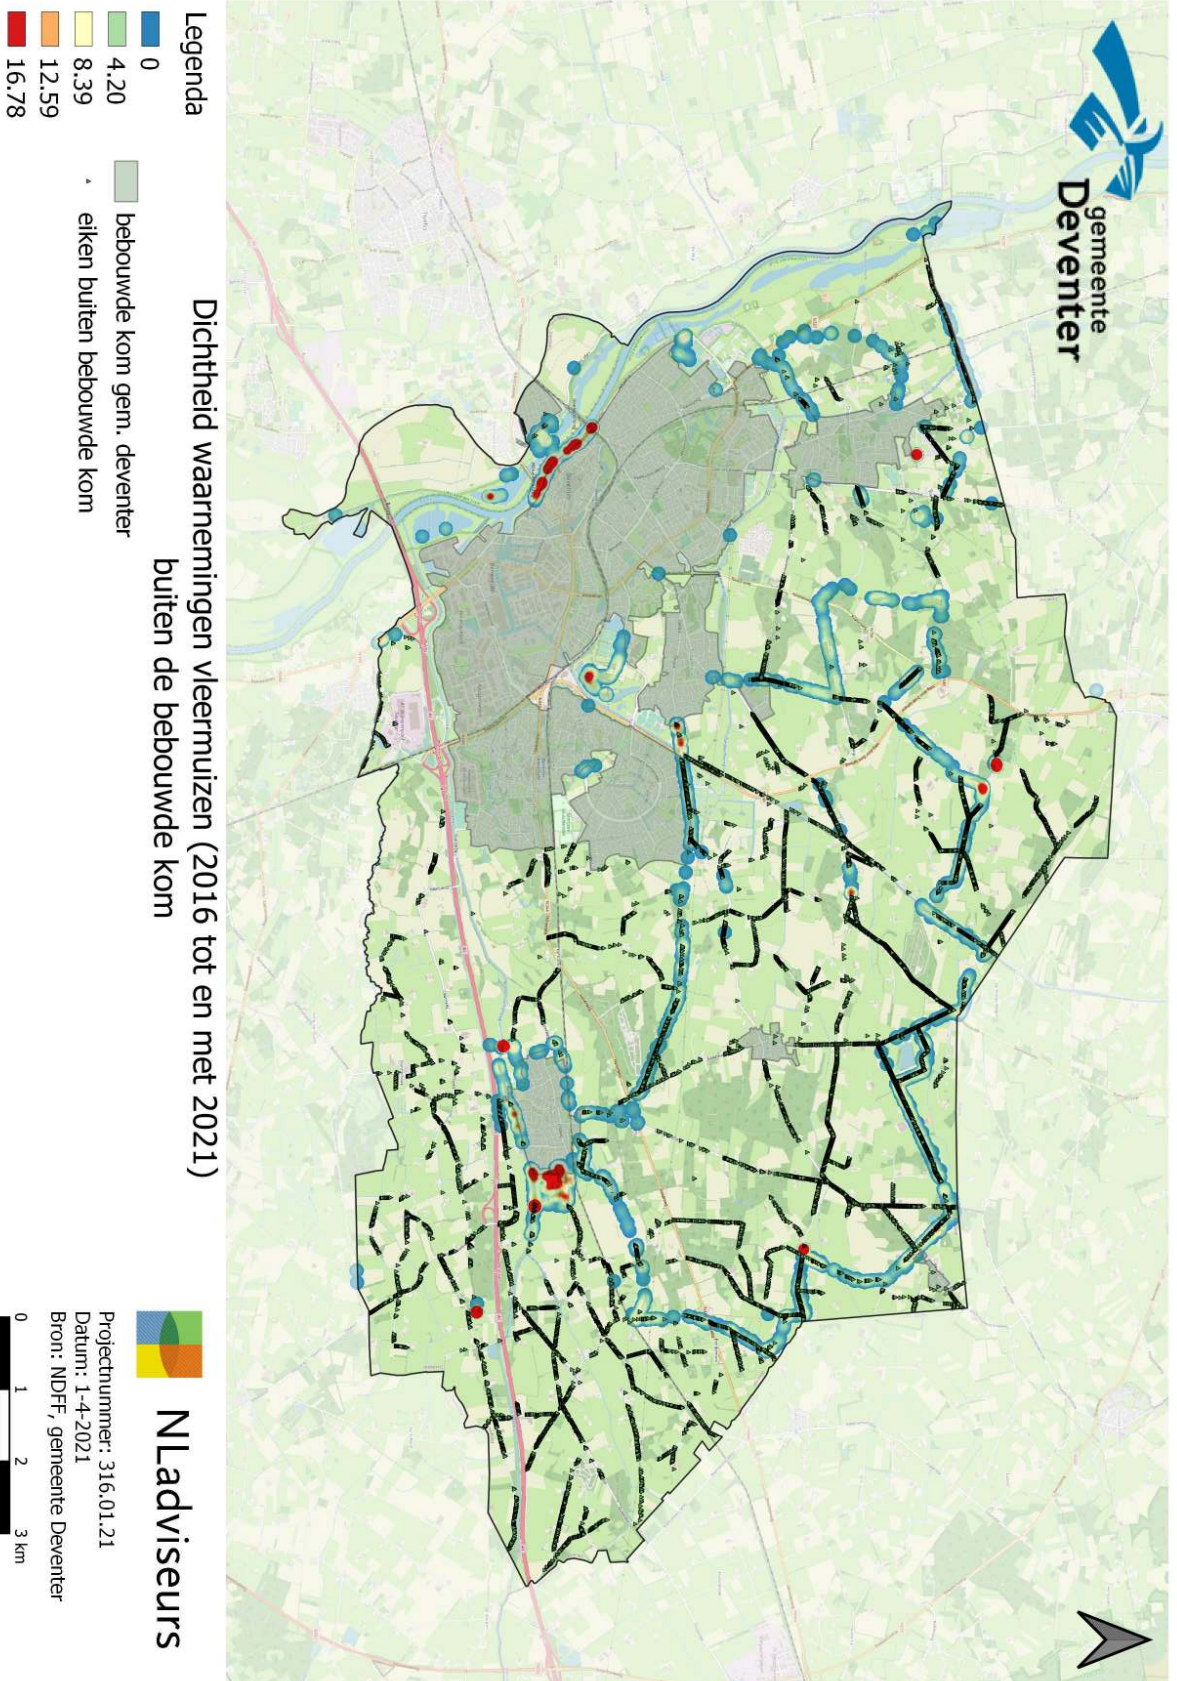 gemeente
Deventer
Dichtheid waarnemingen vleermuizen (2016 tot en met 2021)
buiten de bebouwde kom
Legenda
0
4.20
8.39
12.59
16.78
bebouwde kom gem. deventer
eiken buiten bebouwde kom
NLadviseurs
Projectnummer: 316.01.21
Datum: 1-4-2021
Bron: NDFF, gemeente Deventer
0 1 2 3 km